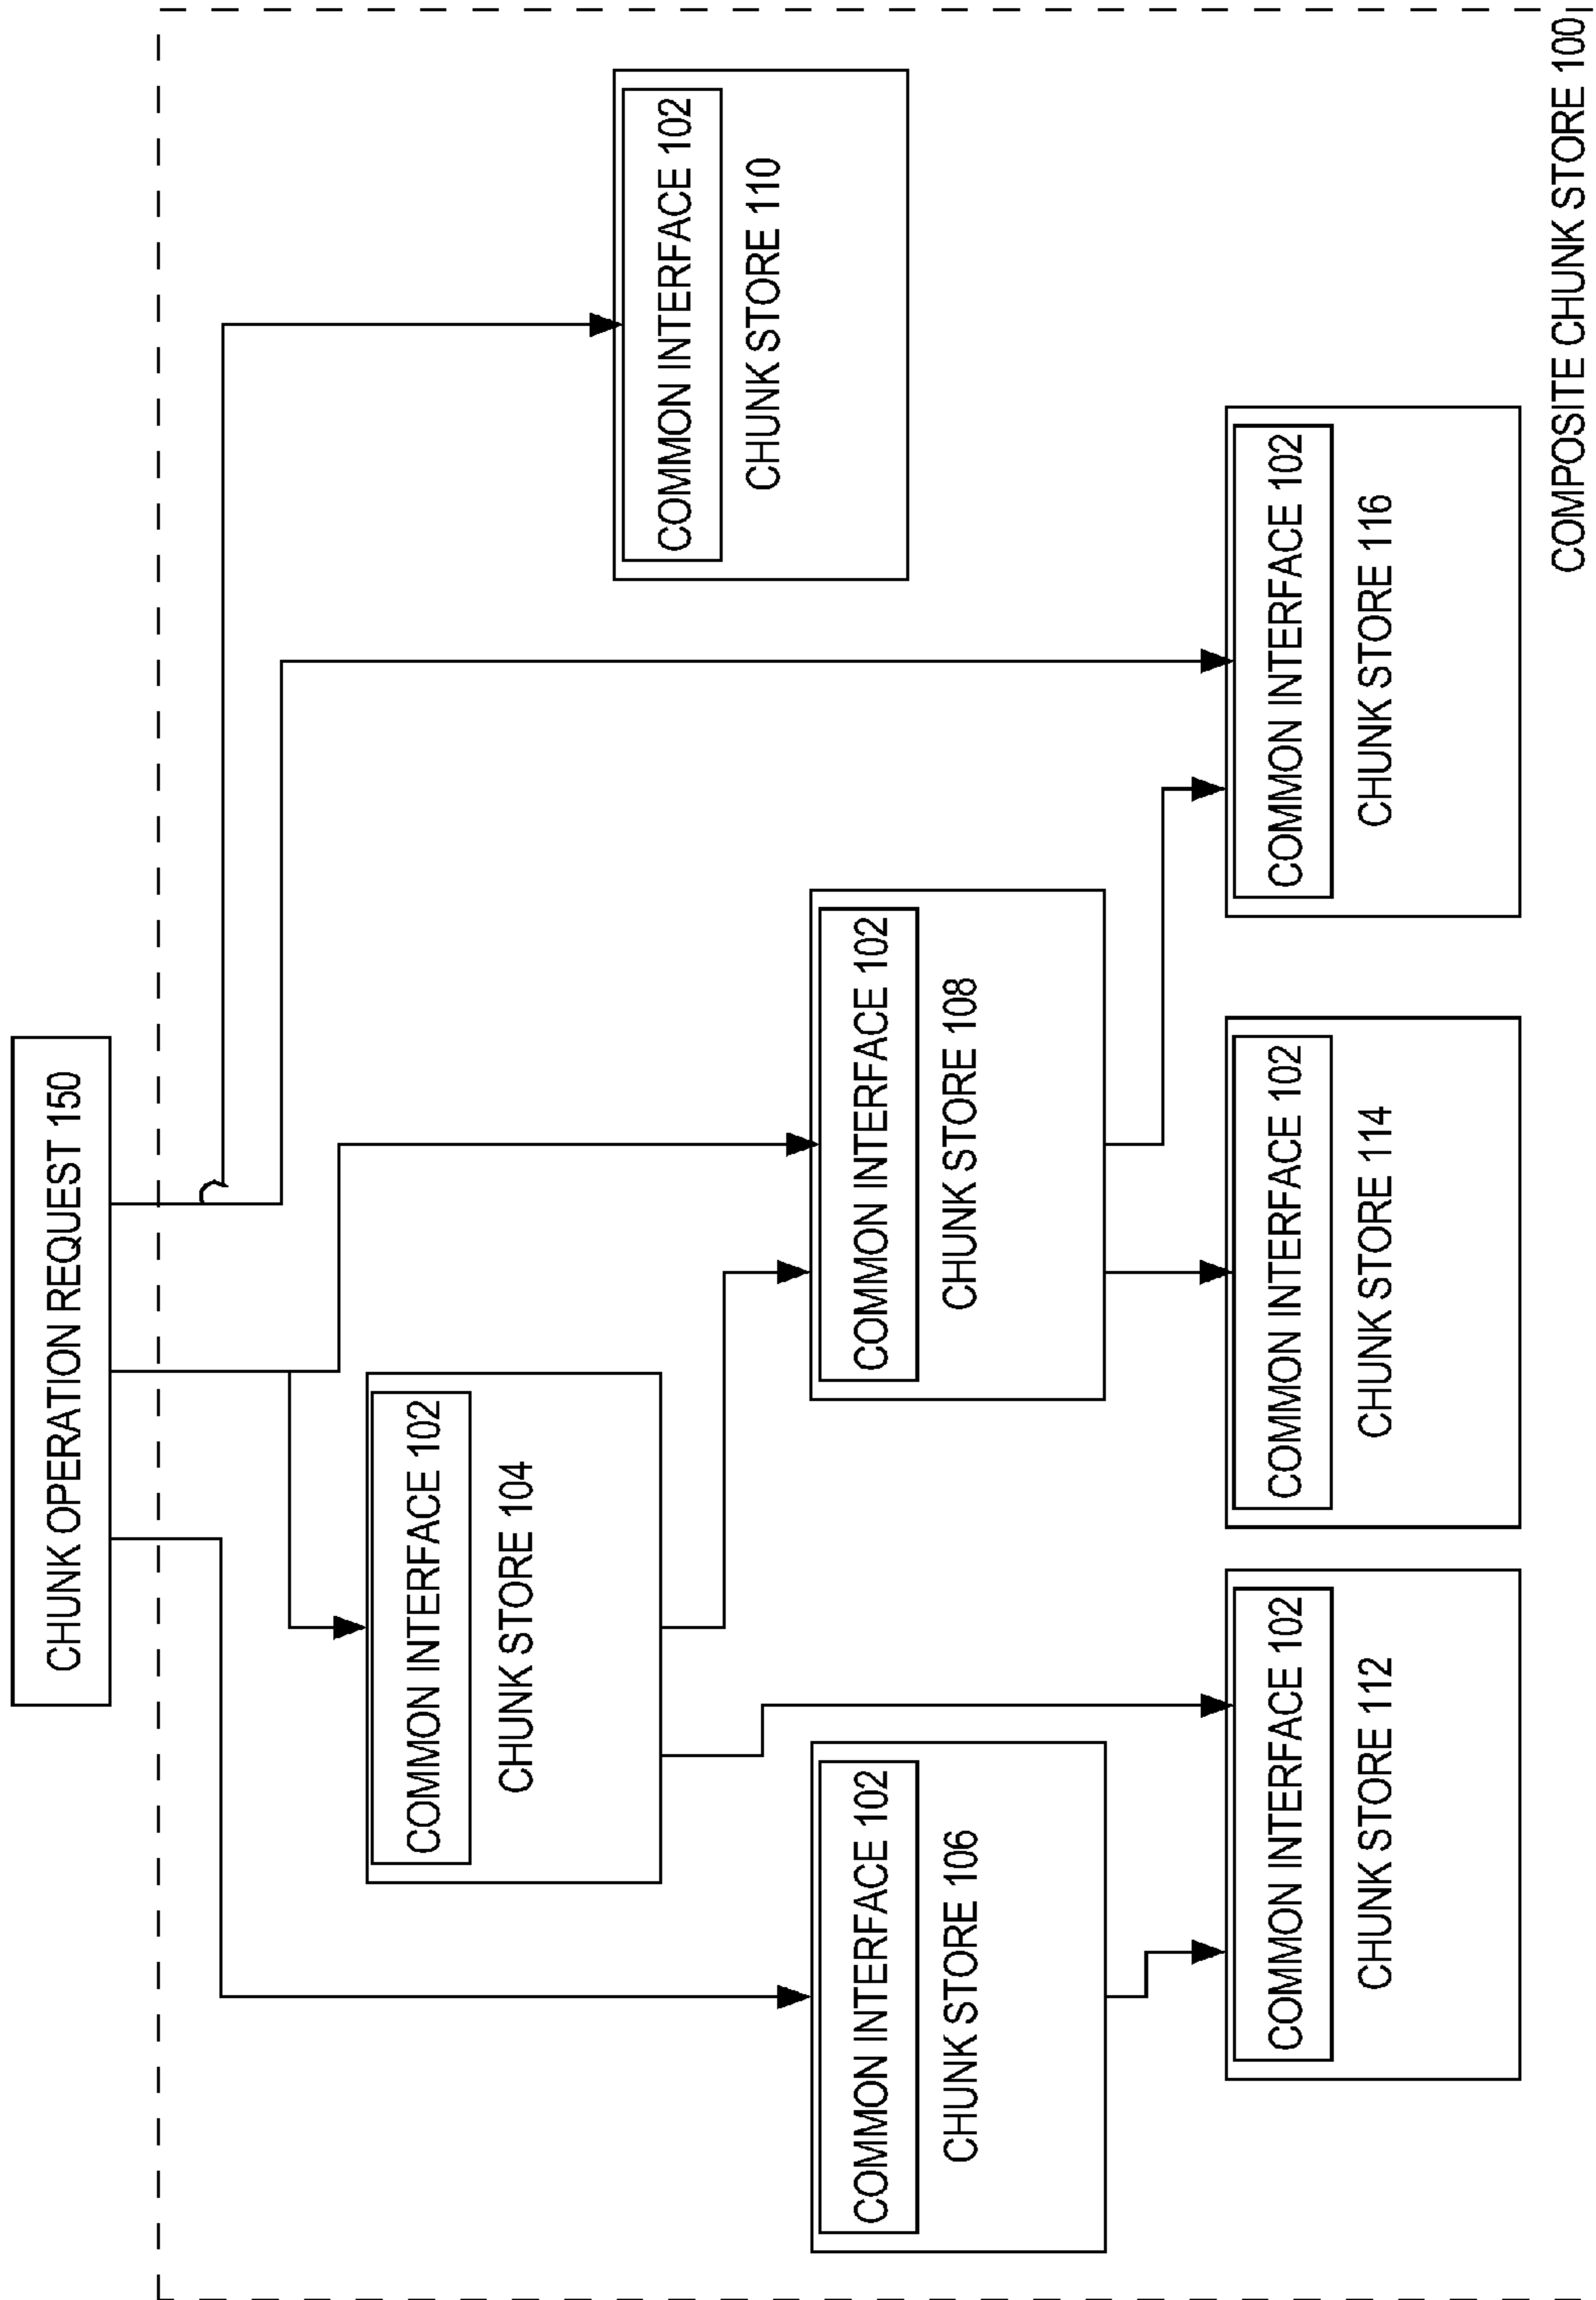 CHUNK OPERATION REQUEST 150
COMMON INTERFACE 102
CHUNK STORE 104
COMMON INTERFACE 102
CHUNK STORE 110
COMMON INTERFACE 102
CHUNK STORE 106
COMMON INTERFACE 102
CHUNK STORE 108
COMMON INTERFACE 102
CHUNK STORE 112
COMMON INTERFACE 102
CHUNK STORE 114
COMMON INTERFACE 102
CHUNK STORE 116
COMPOSITE CHUNK STORE 100